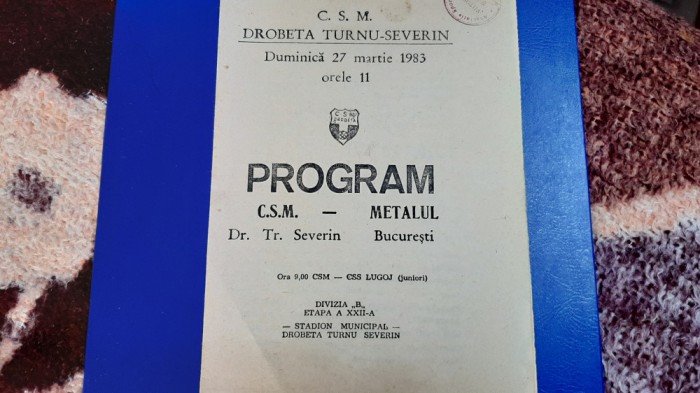 C. S. M.
DROBETA TURNU-SEVERIN
Duminică 27 martie 1983
orele 11
C S M
DROBETA
PROGRAM
C.S.M. — METALUL
Dr. Tr. Severin București
Ora 9,00 CSM — CSS LUGOJ (juniori)
DIVIZIA „B„
ETAPA A XXII-A
— STADION MUNICIPAL —
DROBETA TURNU SEVERIN